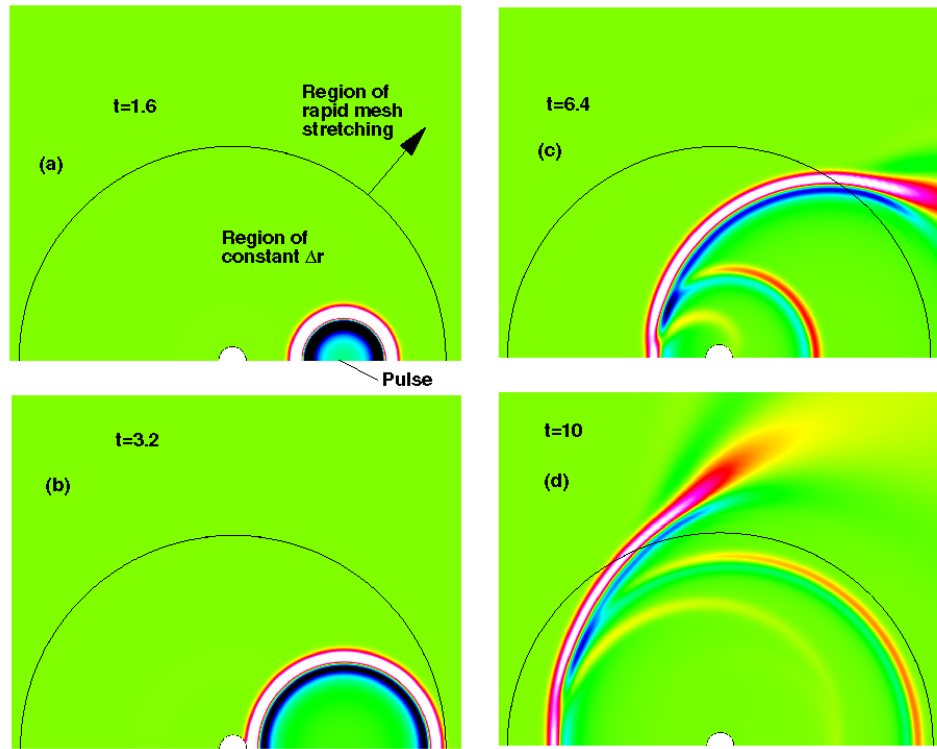 t=1.6
Region of
rapid mesh
stretching
(a)
Region of
constant Δr
Pulse
t=3.2
(b)
t=6.4
(c)
t=10
(d)